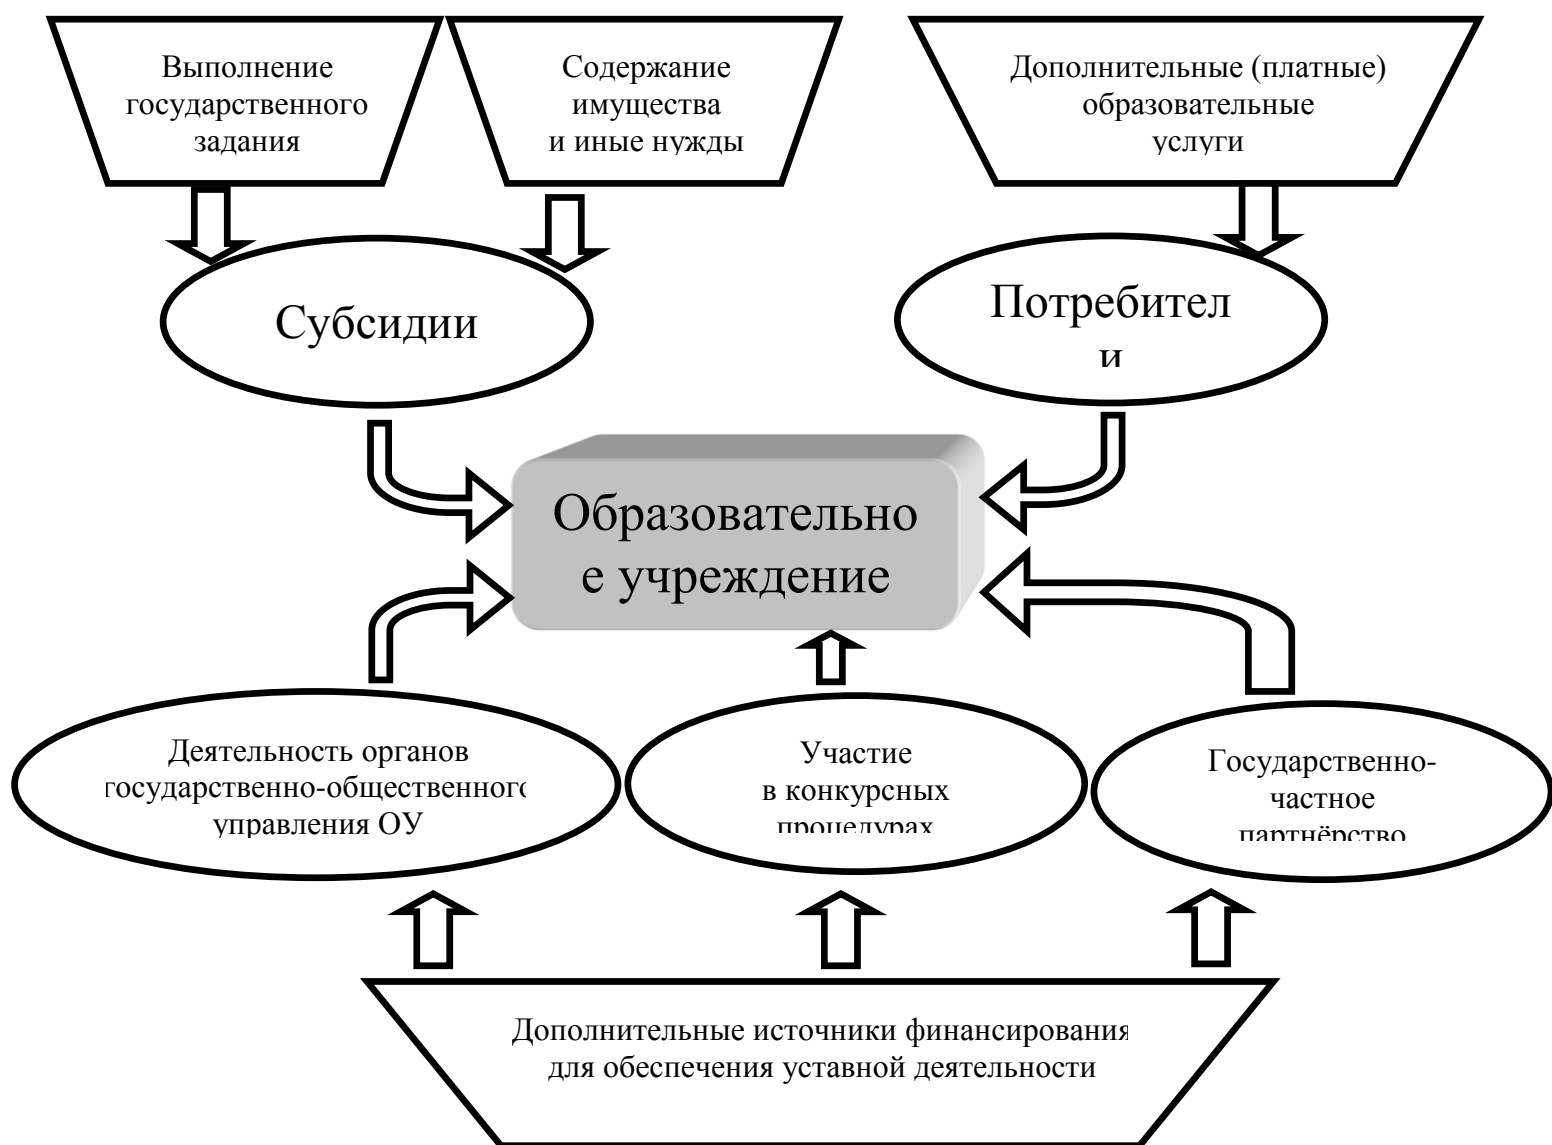 Выполнение
государственного
задания
Содержание
имущества
и иные нужды
Дополнительные (платные)
образовательные
услуги
Субсидии
Потребител
и
Образовательно
е учреждение
Деятельность органов
государственно-общественного
управления ОУ
Участие
в конкурсных
процедурах
Государственно-
частное
партнёрство
Дополнительные источники финансирования
для обеспечения уставной деятельности